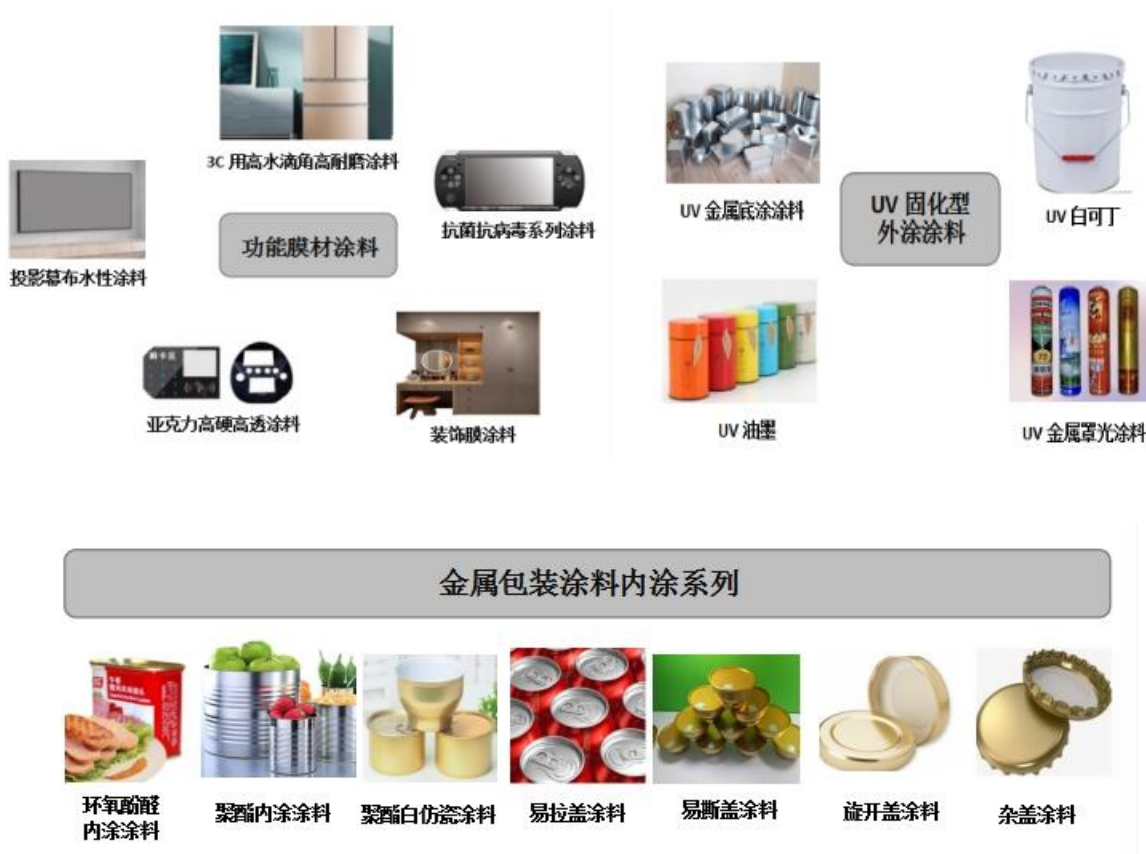 3C 用高水滴角高耐磨涂料
抗菌抗病毒系列涂料
功能膜材涂料
投影幕布水性涂料
亚克力高硬高透涂料
装饰膜涂料
UV 金属底涂涂料
UV 固化型
外涂涂料
UV 白可丁
UV 油墨
UV 金属罩光涂料
金属包装涂料内涂系列
环氧酚醛
内涂涂料
聚酯内涂涂料
聚酯白仿瓷涂料
易拉盖涂料
易撕盖涂料
旋开盖涂料
杂盖涂料